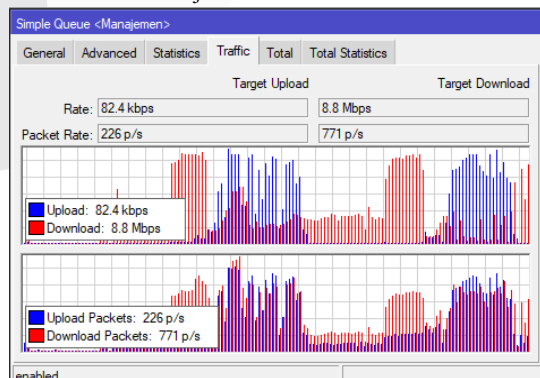 Simple Queue <Manajemen>
General Advanced Statistics Traffic Total Total Statistics
Target Upload Target Download
Rate: 82.4 kbps 8.8 Mbps
Packet Rate: 226 p/s 771 p/s
Upload: 82.4 kbps
Download: 8.8 Mbps
Upload Packets: 226 p/s
Download Packets: 771 p/s
enabled